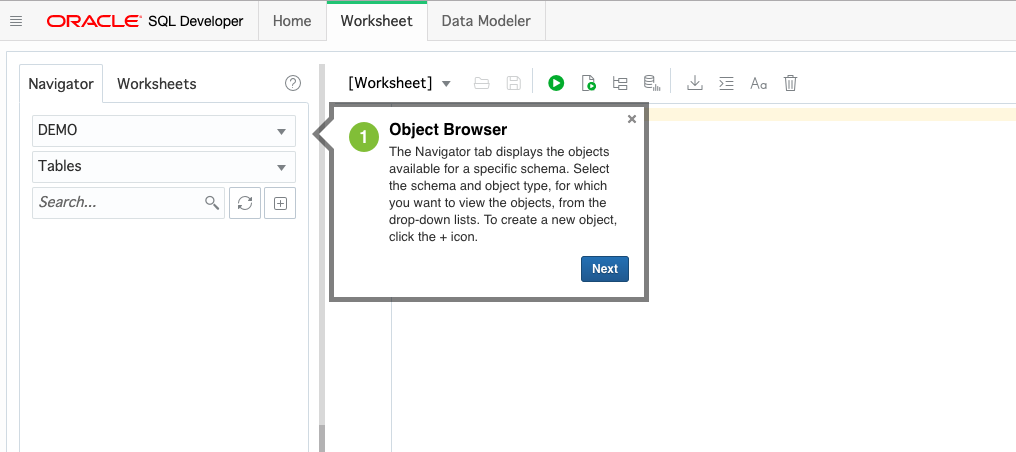 ORACLE SQL Developer Home Worksheet Data Modeler
Navigator Worksheets
[Worksheet]
Aa
DEMO
Tables
Search...
1
Object Browser
The Navigator tab displays the objects
available for a specific schema. Select
the schema and object type, for which
you want to view the objects, from the
drop-down lists. To create a new object,
click the + icon.
Next